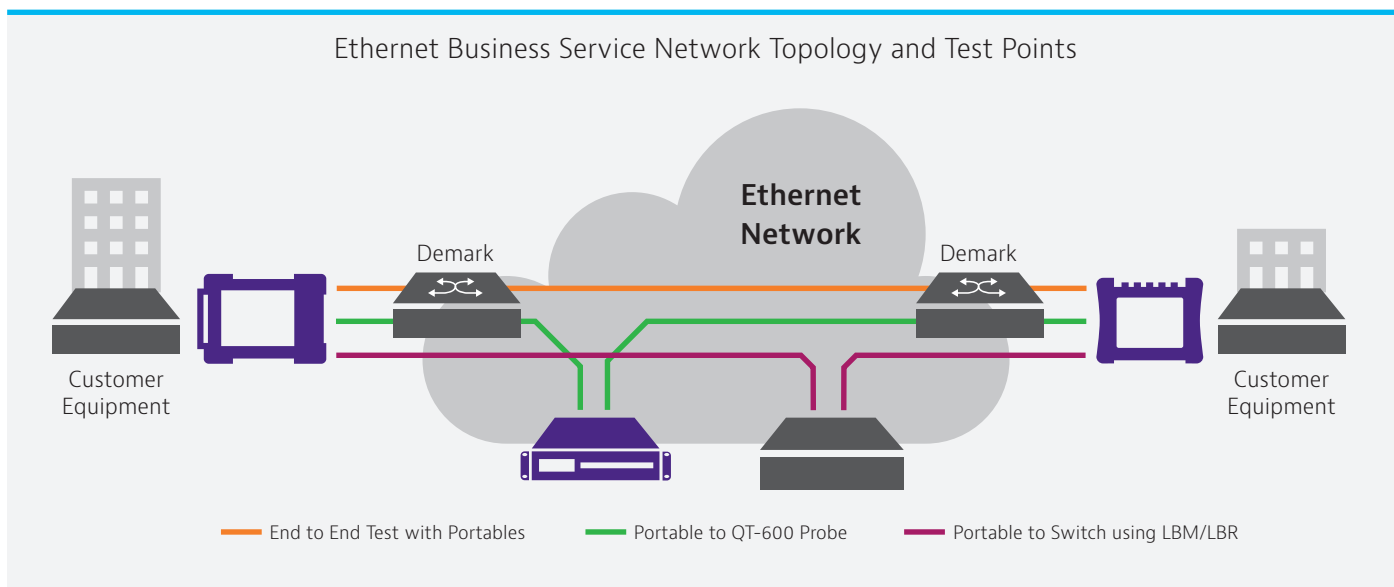 Ethernet Business Service Network Topology and Test Points
Ethernet
Network
Demark
Demark
Customer
Equipment
Customer
Equipment
End to End Test with Portables
Portable to QT-600 Probe
Portable to Switch using LBM/LBR